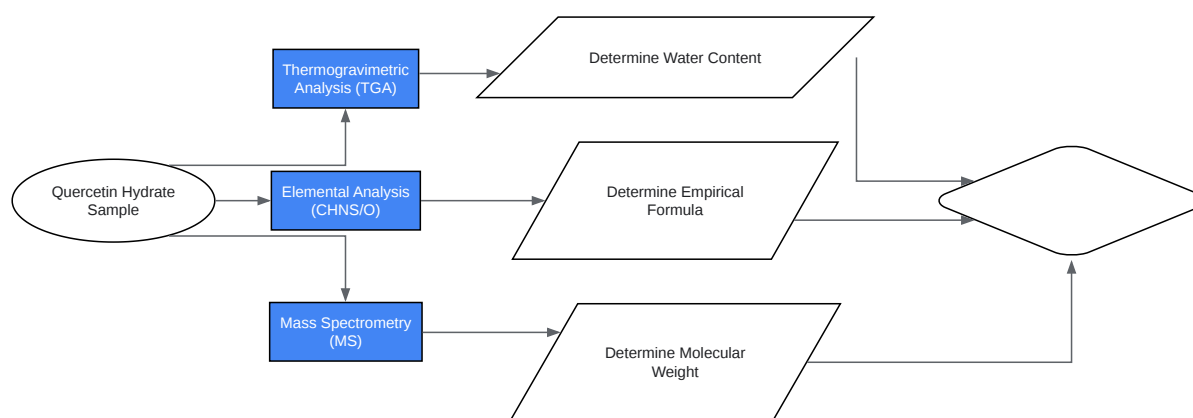 Thermogravimetric
Analysis (TGA)
Determine Water Content
Quercetin Hydrate
Sample
Elemental Analysis
(CHNS/O)
Determine Empirical
Formula
Mass Spectrometry
(MS)
Determine Molecular
Weight